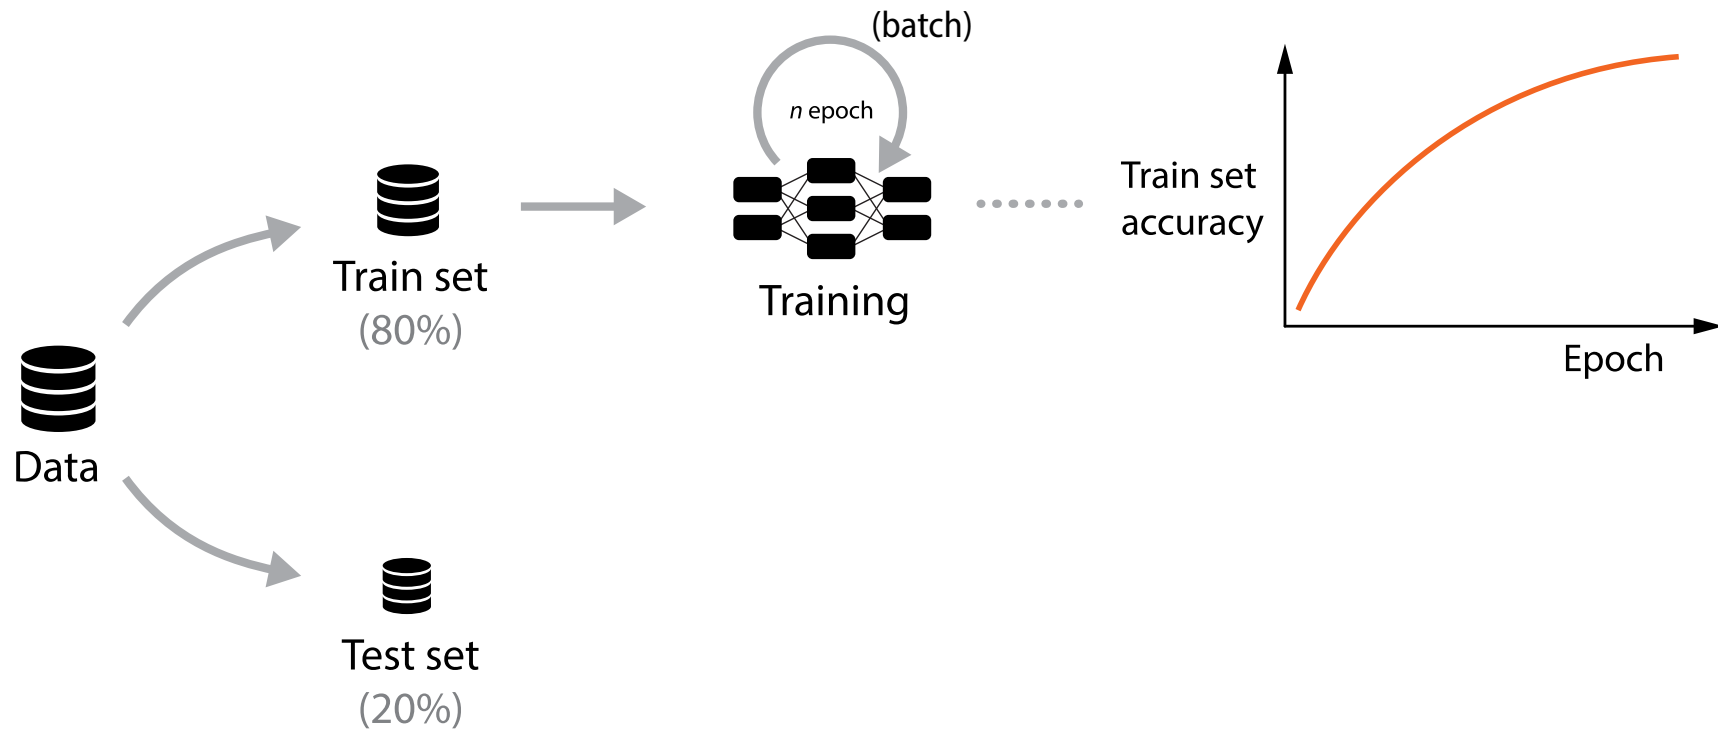 (batch)
n epoch
Train set
(80%)
Training
Train set
accuracy
Epoch
Data
Test set
(20%)